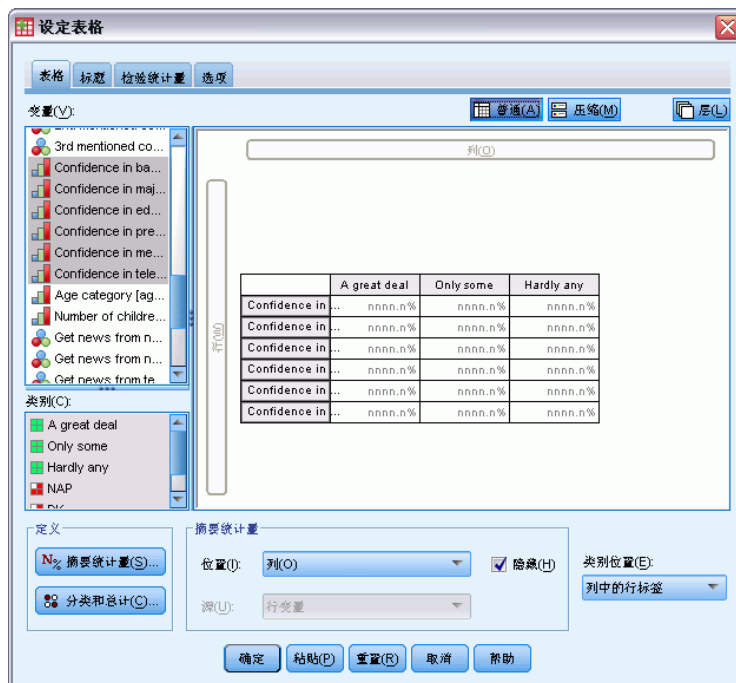 设定表格
表格 标题 检验统计量 选项
变量(V):
普通(A) 压缩(M) 层(L)
3rd mentioned co...
Confidence in ba...
Confidence in maj...
Confidence in ed...
Confidence in pre...
Confidence in me...
Confidence in tele...
Age category [ag...
Number of childre...
Get news from n...
Get news from n...
Get news from te...
类别(C):
A great deal
Only some
Hardly any
NAP
DK
列(O)
行(W)
A great deal Only some Hardly any
Confidence in ... nnnn.n% nnnn.n% nnnn.n%
Confidence in ... nnnn.n% nnnn.n% nnnn.n%
Confidence in ... nnnn.n% nnnn.n% nnnn.n%
Confidence in ... nnnn.n% nnnn.n% nnnn.n%
Confidence in ... nnnn.n% nnnn.n% nnnn.n%
Confidence in ... nnnn.n% nnnn.n% nnnn.n%
定义
N% 摘要统计量(S)...
分类和总计(C)...
摘要统计量
位置(I): 列(O) 隐藏(H)
源(U): 行变量
类别位置(E):
列中的行标签
确定 粘贴(P) 重置(R) 取消 帮助